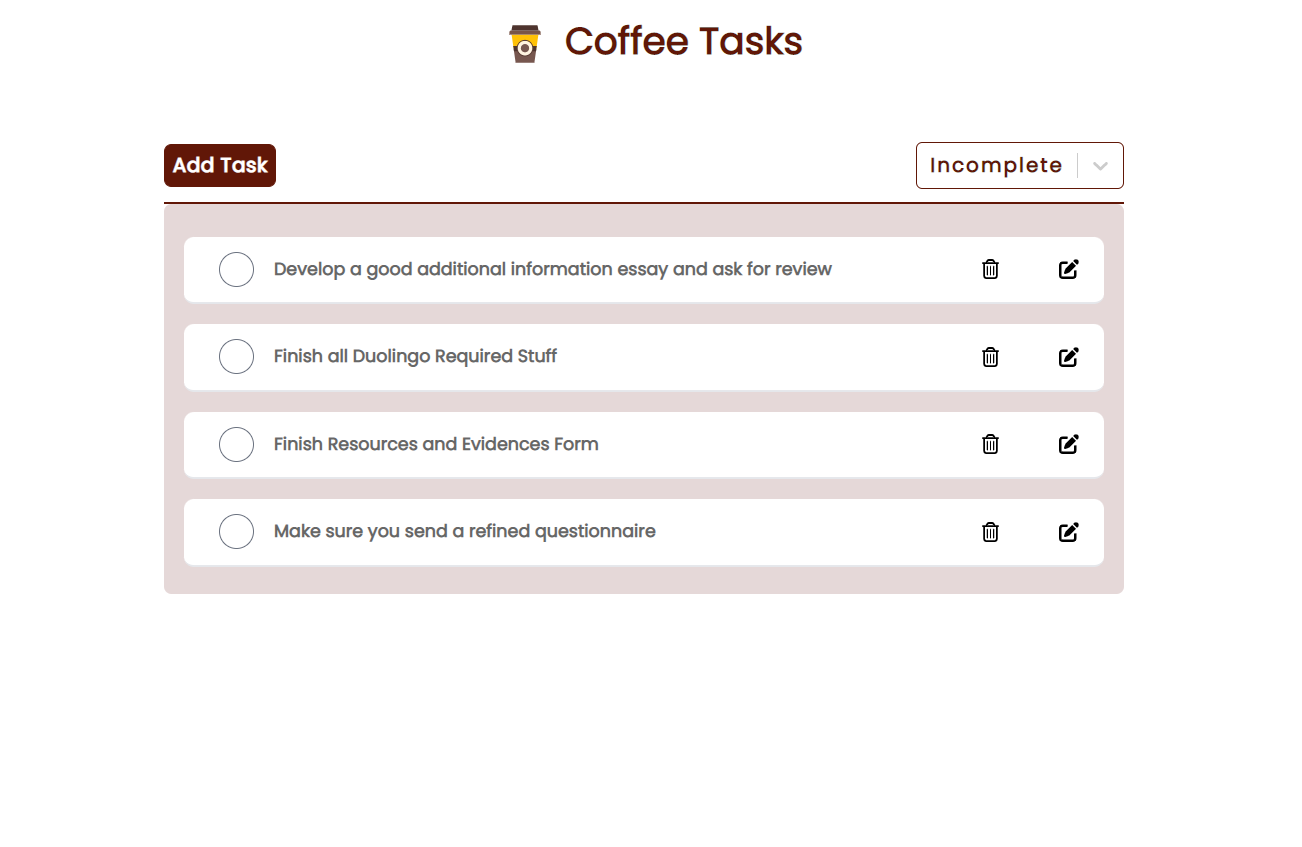 Coffee Tasks
Add Task
Incomplete
Develop a good additional information essay and ask for review
Finish all Duolingo Required Stuff
Finish Resources and Evidences Form
Make sure you send a refined questionnaire